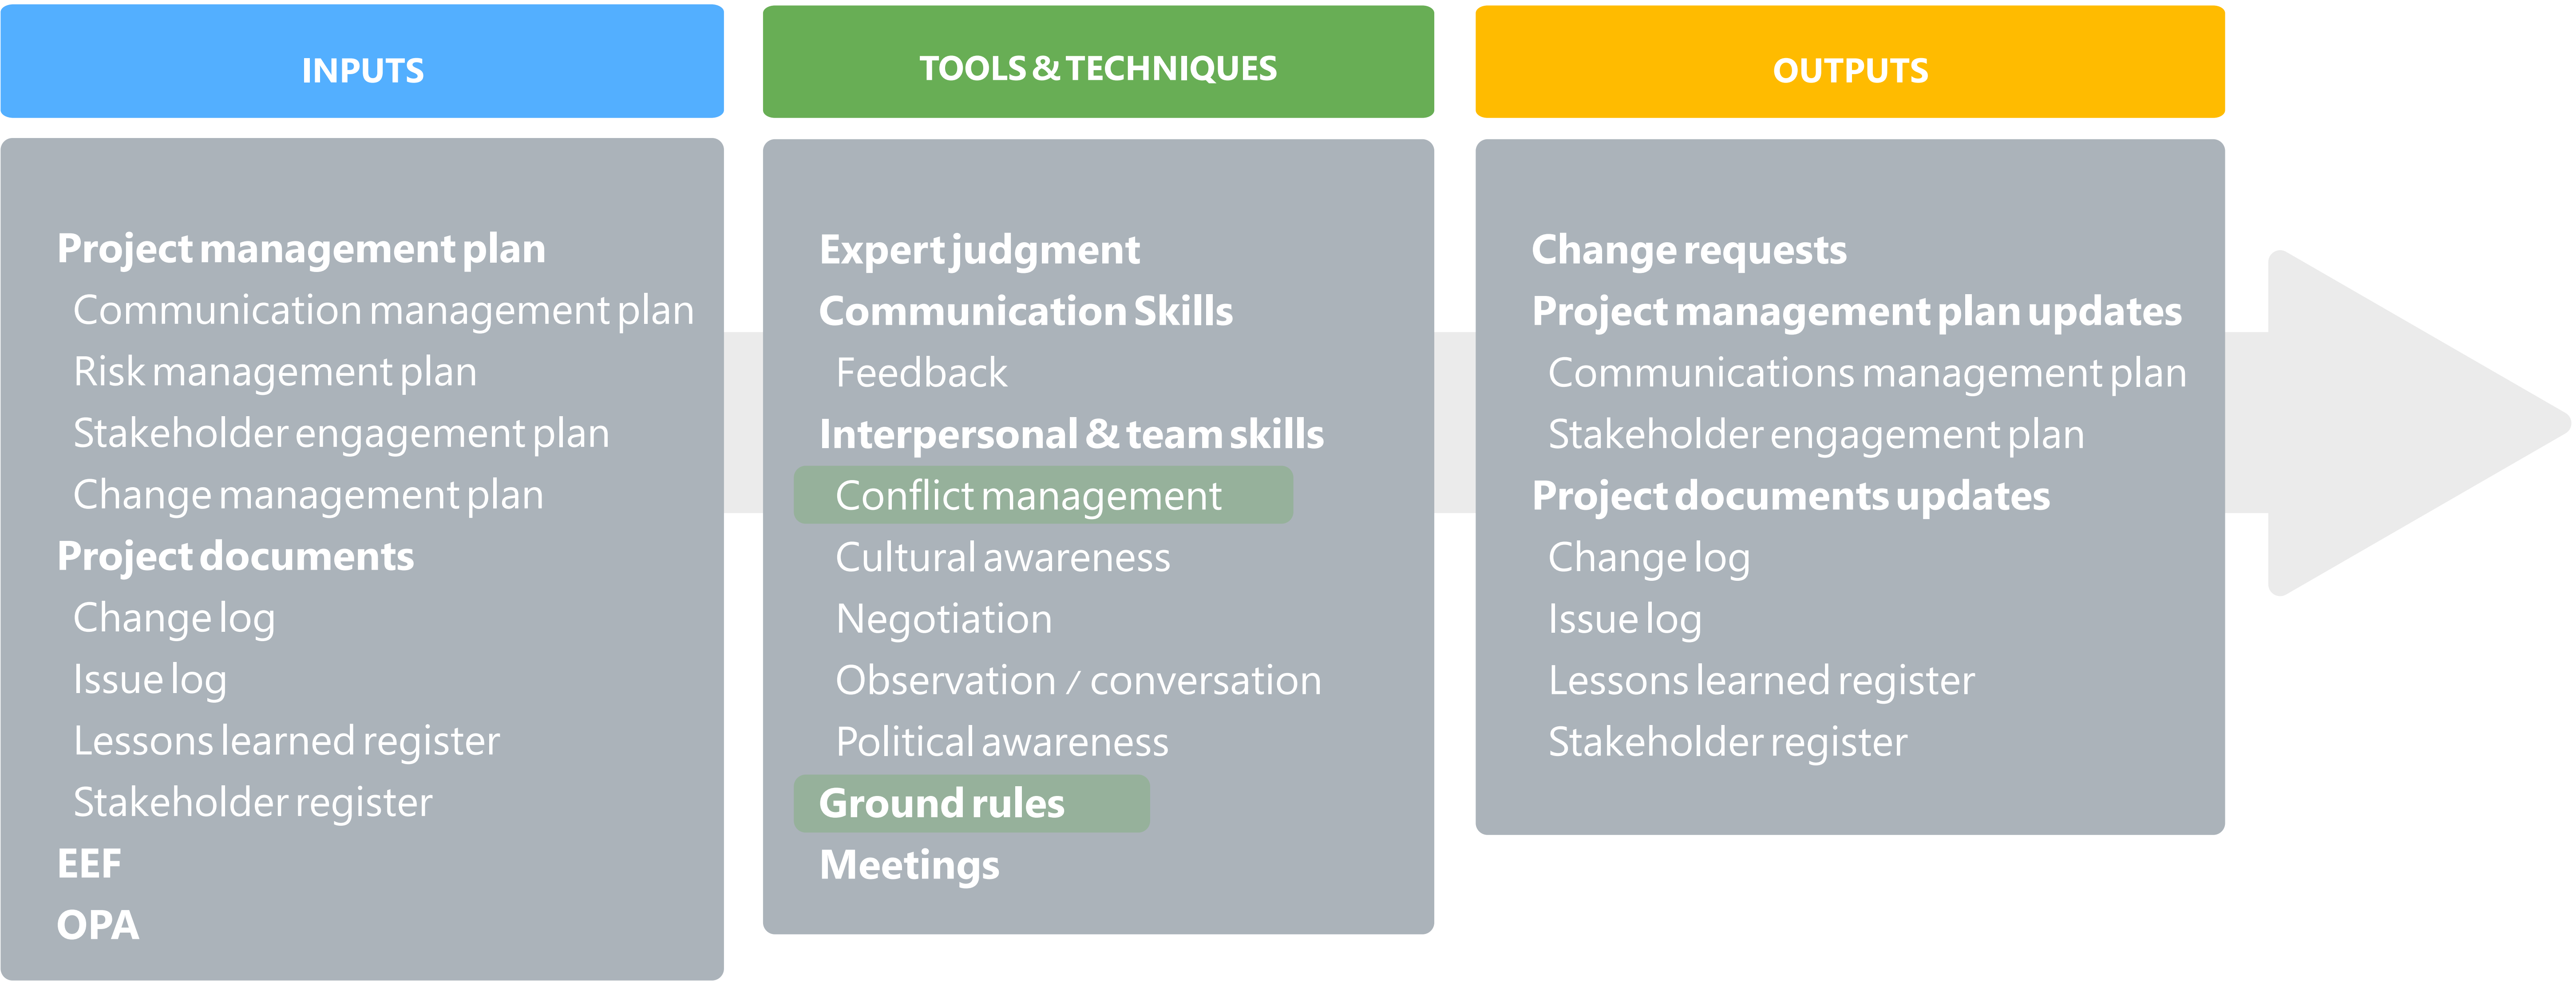 INPUTS
Project management plan
Communication management plan
Risk management plan
Stakeholder engagement plan
Change management plan
Project documents
Change log
Issue log
Lessons learned register
Stakeholder register
EEF
OPA
TOOLS & TECHNIQUES
Expert judgment
Communication Skills
Feedback
Interpersonal & team skills
Conflict management
Cultural awareness
Negotiation
Observation / conversation
Political awareness
Ground rules
Meetings
OUTPUTS
Change requests
Project management plan updates
Communications management plan
Stakeholder engagement plan
Project documents updates
Change log
Issue log
Lessons learned register
Stakeholder register